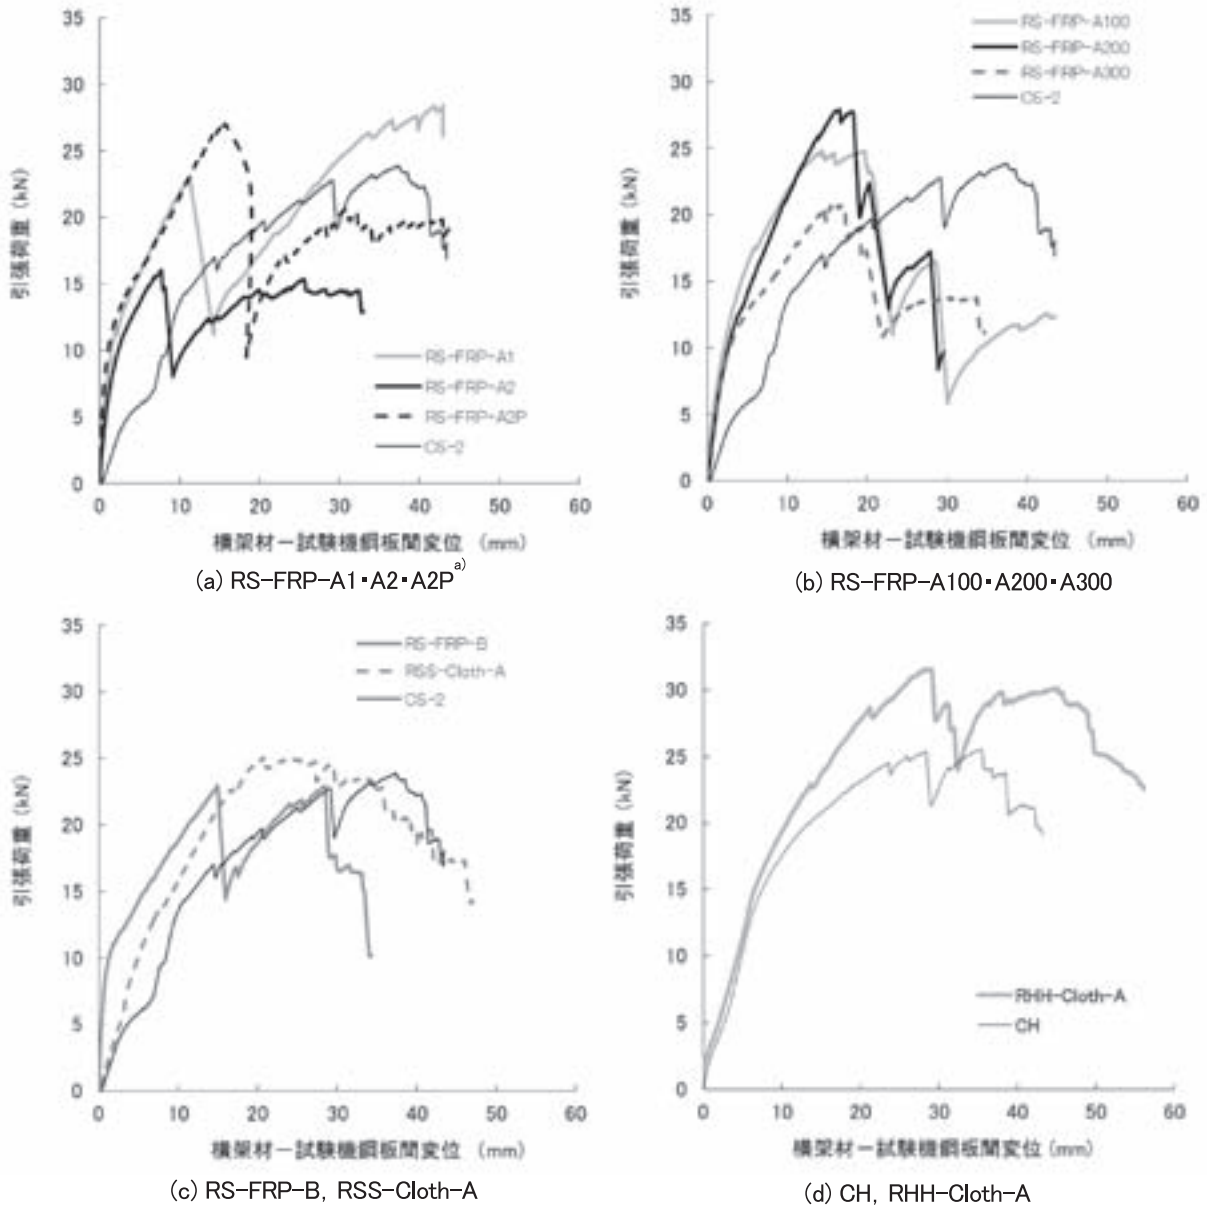 35
30
25
20
15
10
5
0
引張荷重 (kN)
RS-FRP-A1
RS-FRP-A2
RS-FRP-A2P
CS-2
0 10 20 30 40 50 60
横架材－試験機鋼板間変位 (mm)
(a) RS-FRP-A1・A2・A2P a)
35
30
25
20
15
10
5
0
引張荷重 (kN)
RS-FRP-A100
RS-FRP-A200
RS-FRP-A300
CS-2
0 10 20 30 40 50 60
横架材－試験機鋼板間変位 (mm)
(b) RS-FRP-A100・A200・A300
35
30
25
20
15
10
5
0
引張荷重 (kN)
RS-FRP-B
RSS-Cloth-A
CS-2
0 10 20 30 40 50 60
横架材－試験機鋼板間変位 (mm)
(c) RS-FRP-B, RSS-Cloth-A
35
30
25
20
15
10
5
0
引張荷重 (kN)
RHH-Cloth-A
CH
0 10 20 30 40 50 60
横架材－試験機鋼板間変位 (mm)
(d) CH, RHH-Cloth-A